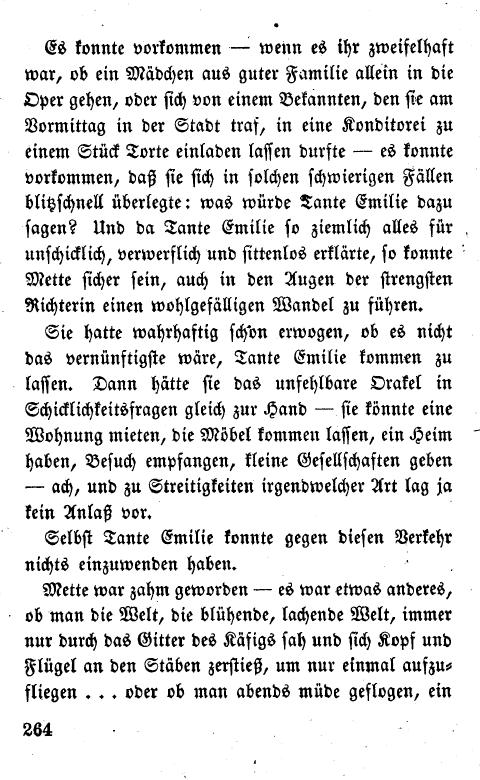 Es konnte vorkommen — wenn es ihr zweifelhaft
war, ob ein Mädchen aus guter Familie allein in die
Oper gehen, oder sich von einem Bekannten, den sie am
Vormittag in der Stadt traf, in eine Konditorei zu
einem Stück Torte einladen lassen durfte — es konnte
vorkommen, daß sie sich in solchen schwierigen Fällen
blitzschnell überlegte: was würde Tante Emilie dazu
sagen? Und da Tante Emilie so ziemlich alles für
unschicklich, verwerflich und sittenlos erklärte, so konnte
Mette sicher sein, auch in den Augen der strengsten
Richterin einen wohlgefälligen Wandel zu führen.
Sie hatte wahrhaftig schon erwogen, ob es nicht
das vernünftigste wäre, Tante Emilie kommen zu
lassen. Dann hätte sie das unfehlbare Orakel in
Schicklichkeitsfragen gleich zur Hand — sie könnte eine
Wohnung mieten, die Möbel kommen lassen, ein Heim
haben, Besuch empfangen, kleine Gesellschaften geben
— ach, und zu Streitigkeiten irgendwelcher Art lag ja
kein Anlaß vor.
Selbst Tante Emilie konnte gegen diesen Verkehr
nichts einzuwenden haben.
Mette war zahm geworden — es war etwas anderes,
ob man die Welt, die blühende, lachende Welt, immer
nur durch das Gitter des Käfigs sah und sich Kopf und
Flügel an den Stäben zerstieß, um nur einmal aufzu-
fliegen . . . oder ob man abends müde geflogen, ein
264